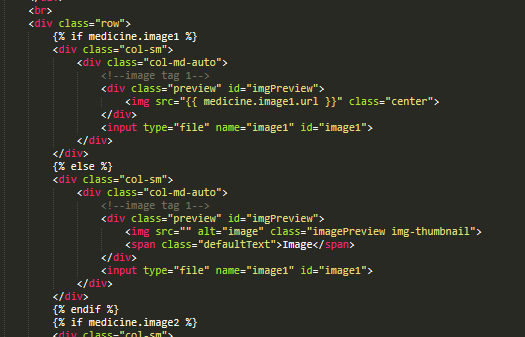 </div>
<br>
<div class="row">
{% if medicine.image1 %}
<div class="col-sm">
<div class="col-md-auto">
<!--image tag 1-->
<div class="preview" id="imgPreview">
<img src="{{ medicine.image1.url }}" class="center">
</div>
<input type="file" name="image1" id="image1">
</div>
</div>
{% else %}
<div class="col-sm">
<div class="col-md-auto">
<!--image tag 1-->
<div class="preview" id="imgPreview">
<img src="" alt="image" class="imagePreview img-thumbnail">
<span class="defaultText">Image</span>
</div>
<input type="file" name="image1" id="image1">
</div>
</div>
{% endif %}
{% if medicine.image2 %}
<div class="col-sm">